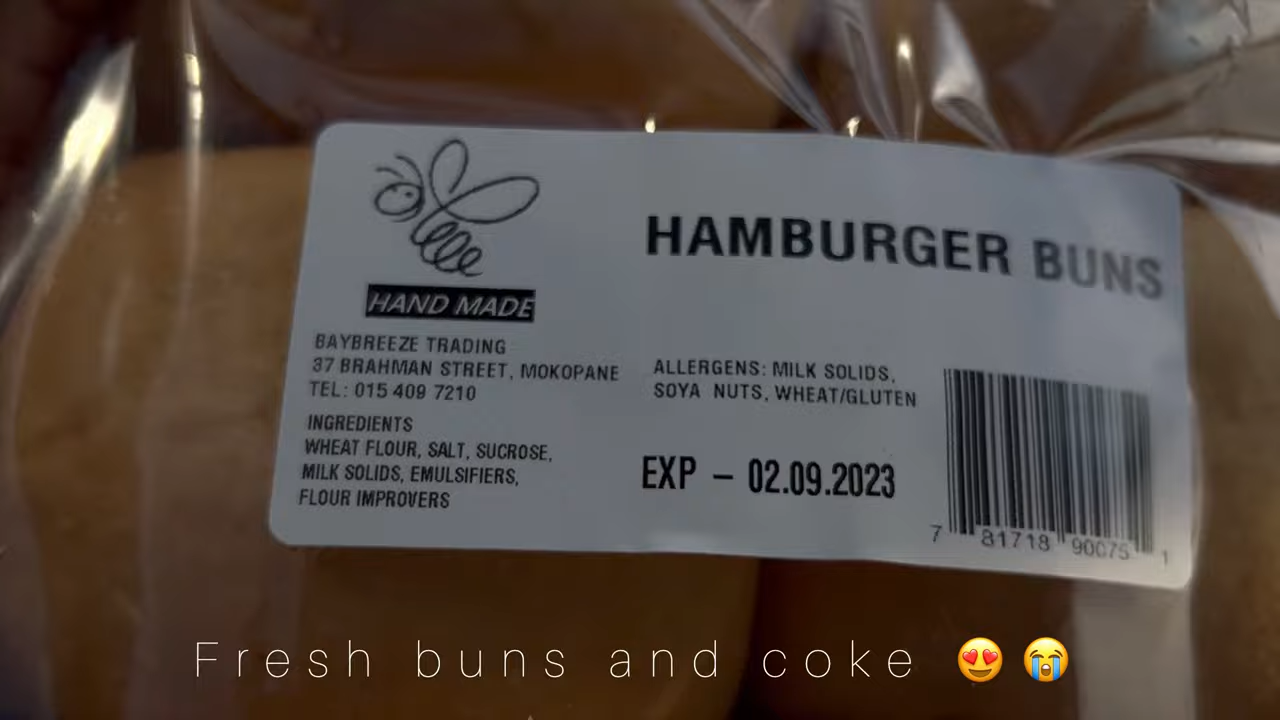 HAND MADE
BAYBREEZE TRADING
37 BRAHMAN STREET, MOKOPANE
TEL: 015 409 7210
INGREDIENTS
WHEAT FLOUR, SALT, SUCROSE,
MILK SOLIDS, EMULSIFIERS,
FLOUR IMPROVERS
HAMBURGER BUNS
ALLERGENS: MILK SOLIDS,
SOYA NUTS, WHEAT/GLUTEN
EXP – 02.09.2023
7 81718 90075 1
Fresh buns and coke 😍 😭